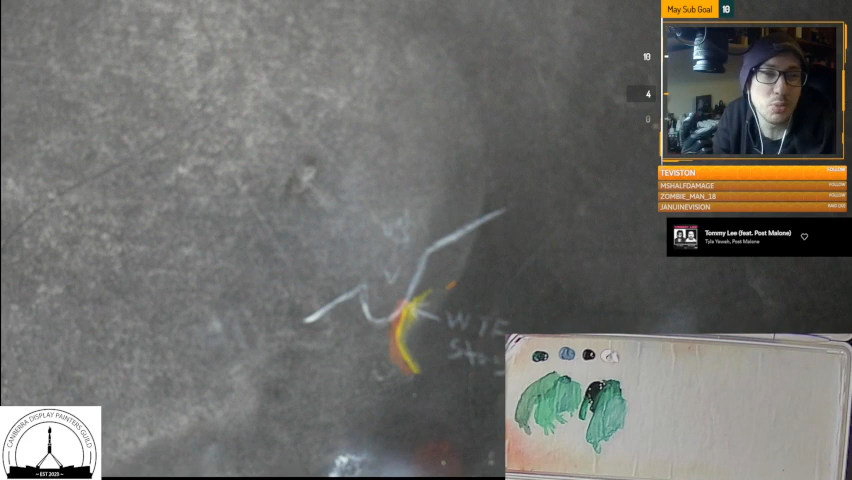 May Sub Goal 10
10
4
0
TEVISTON FOLLOW
MSHALFDAMAGE FOLLOW
ZOMBIE_MAN_18 FOLLOW
JANUINEVISION
Tommy Lee (feat. Post Malone)
Tyla Yaweh, Post Malone
CANBERRA DISPLAY PAINTERS GUILD
EST 2020